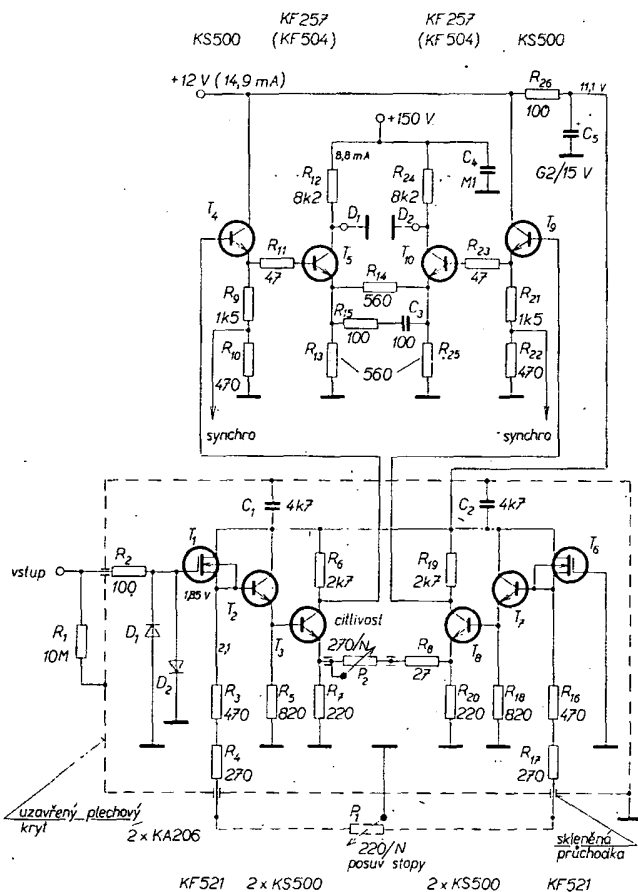 KF257 KF257
KS500 (KF504) (KF504) KS500
+12 V (14,9 mA)
R26 11,1 V
100
+150 V
C5
G2/15 V
8,8 mA
R12 R24 C4
8k2 8k2 M1
D1 D2
T4 T9
R11 T5 T10 R23
47 47
R14
560
R9 R15 C3 R21
1k5 100 100 1k5
R10 R13 R25 R22
470 560 470
synchro synchro
C1 4k7 C2 4k7
T1 T6
R2 R6 R19
vstup 100 2k7 2k7
1,85 V T2 T7
citlivost
R1 D1 T3 270/N R8 T8
10M P2 27
D2 2,1
R3 R5 R7 R20 R18 R16
470 820 220 220 820 470
R4 R17
270 270
uzavřený plechový
kryt
P1
2 x KA206 220/N
posuv stopy
skleněná
průchodka
KF521 2 x KS500 2 x KS500 KF521